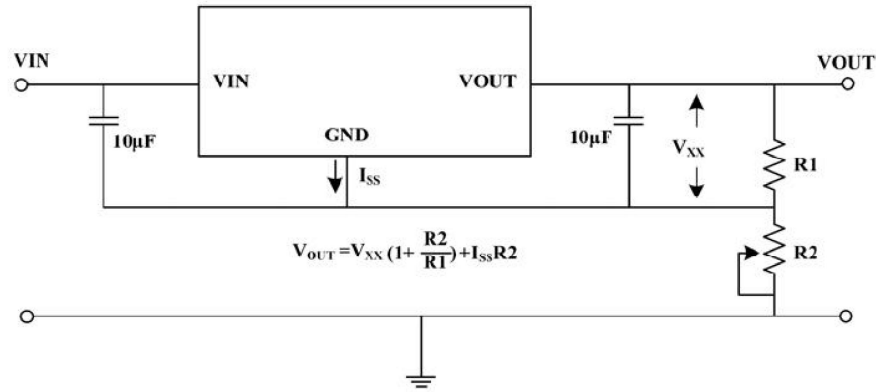 VIN
VOUT
VIN
VOUT
GND
10μF
10μF
V_XX
R1
I_SS
V_OUT =V_XX (1+ R2/R1)+I_SS R2
R2